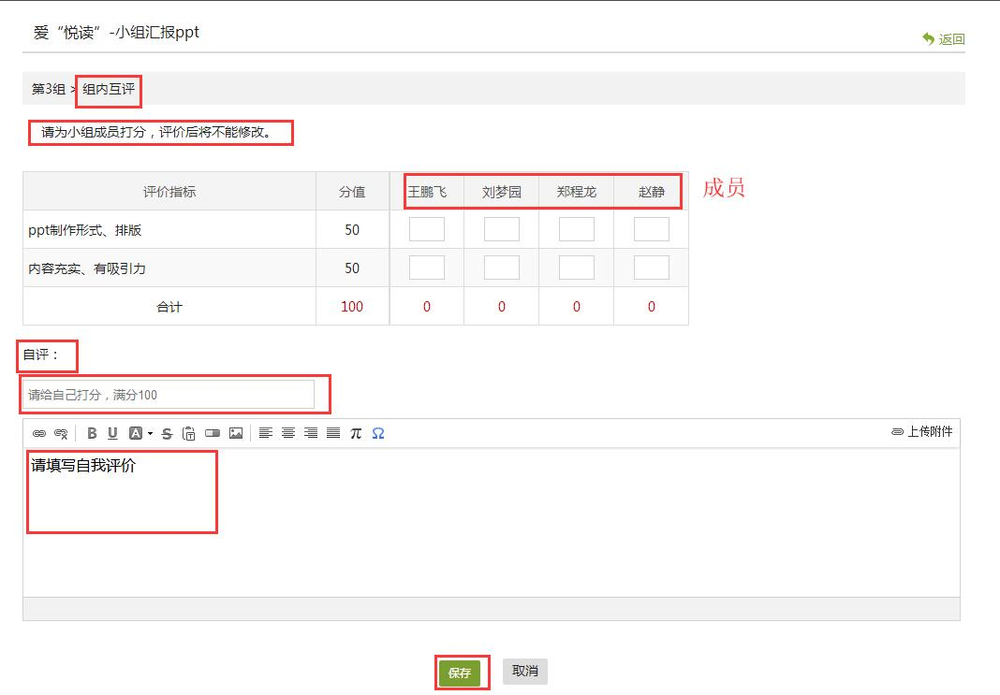 爱“悦读”-小组汇报ppt
返回
第3组 > 组内互评
请为小组成员打分，评价后将不能修改。
评价指标 分值 王鹏飞 刘梦园 郑程龙 赵静 成员
ppt制作形式、排版 50
内容充实、有吸引力 50
合计 100 0 0 0 0
自评：
请给自己打分，满分100
B U A S π Ω 上传附件
请填写自我评价
保存 取消